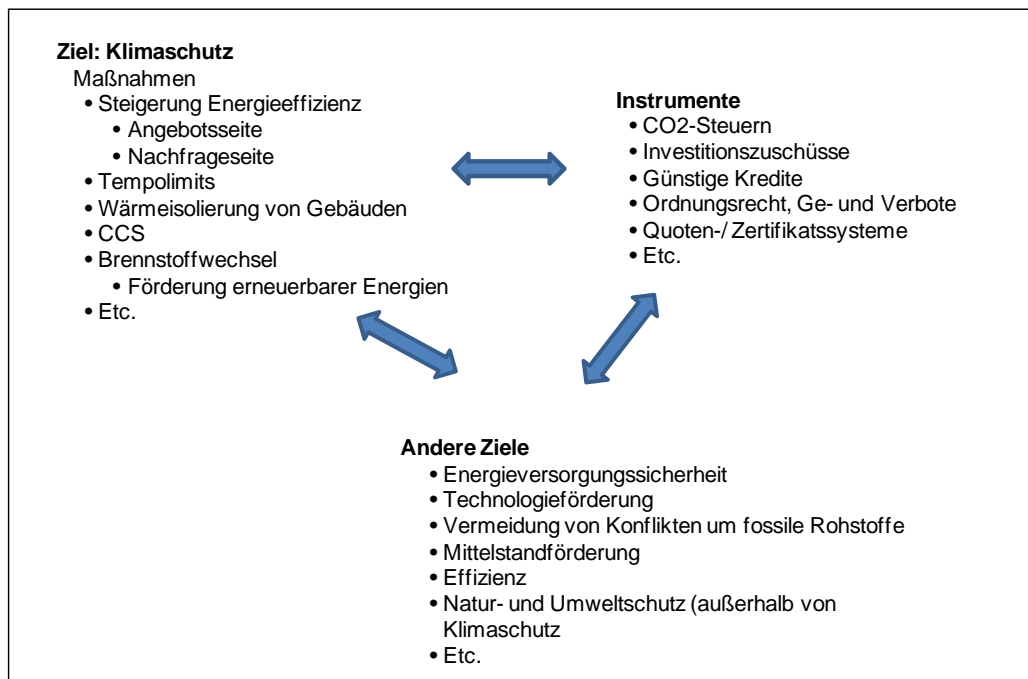 Ziel: Klimaschutz
Maßnahmen
• Steigerung Energieeffizienz
• Angebotsseite
• Nachfrageseite
• Tempolimits
• Wärmeisolierung von Gebäuden
• CCS
• Brennstoffwechsel
• Förderung erneuerbarer Energien
• Etc.
Instrumente
• CO2-Steuern
• Investitionszuschüsse
• Günstige Kredite
• Ordnungsrecht, Ge- und Verbote
• Quoten-/ Zertifikatssysteme
• Etc.
Andere Ziele
• Energieversorgungssicherheit
• Technologieförderung
• Vermeidung von Konflikten um fossile Rohstoffe
• Mittelstandförderung
• Effizienz
• Natur- und Umweltschutz (außerhalb von
Klimaschutz
• Etc.